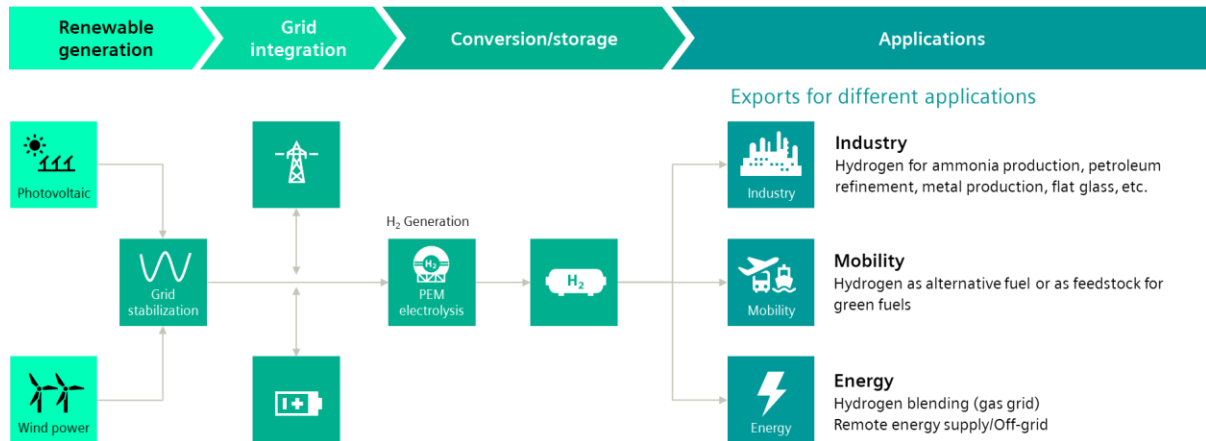 Renewable
generation
Grid
integration
Conversion/storage
Applications
Exports for different applications
Photovoltaic
Wind power
Grid
stabilization
H₂ Generation
H₂
PEM
electrolysis
H₂
Industry
Industry
Hydrogen for ammonia production, petroleum
refinement, metal production, flat glass, etc.
Mobility
Mobility
Hydrogen as alternative fuel or as feedstock for
green fuels
Energy
Energy
Hydrogen blending (gas grid)
Remote energy supply/Off-grid